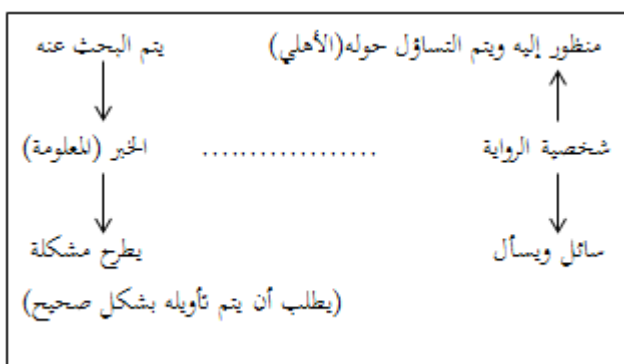 منظور إليه ويتم التساؤل حوله(الأهلي) يتم البحث عنه
شخصية الرواية .................. الخبر (المعلومة)
سائل ويسأل يطرح مشكلة
(يطلب أن يتم تأويله بشكل صحيح)